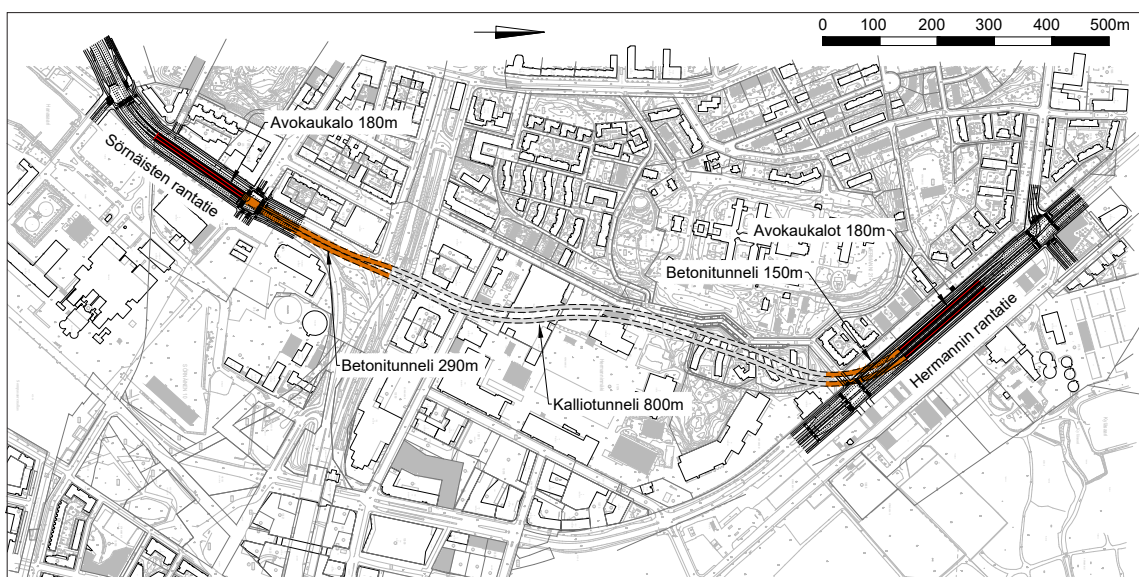 0 100 200 300 400 500m
Avokaukalo 180m
Sörnäisten rantatie
Avokaukalot 180m
Betonitunneli 150m
Hermannin rantatie
Betonitunneli 290m
Kalliotunneli 800m